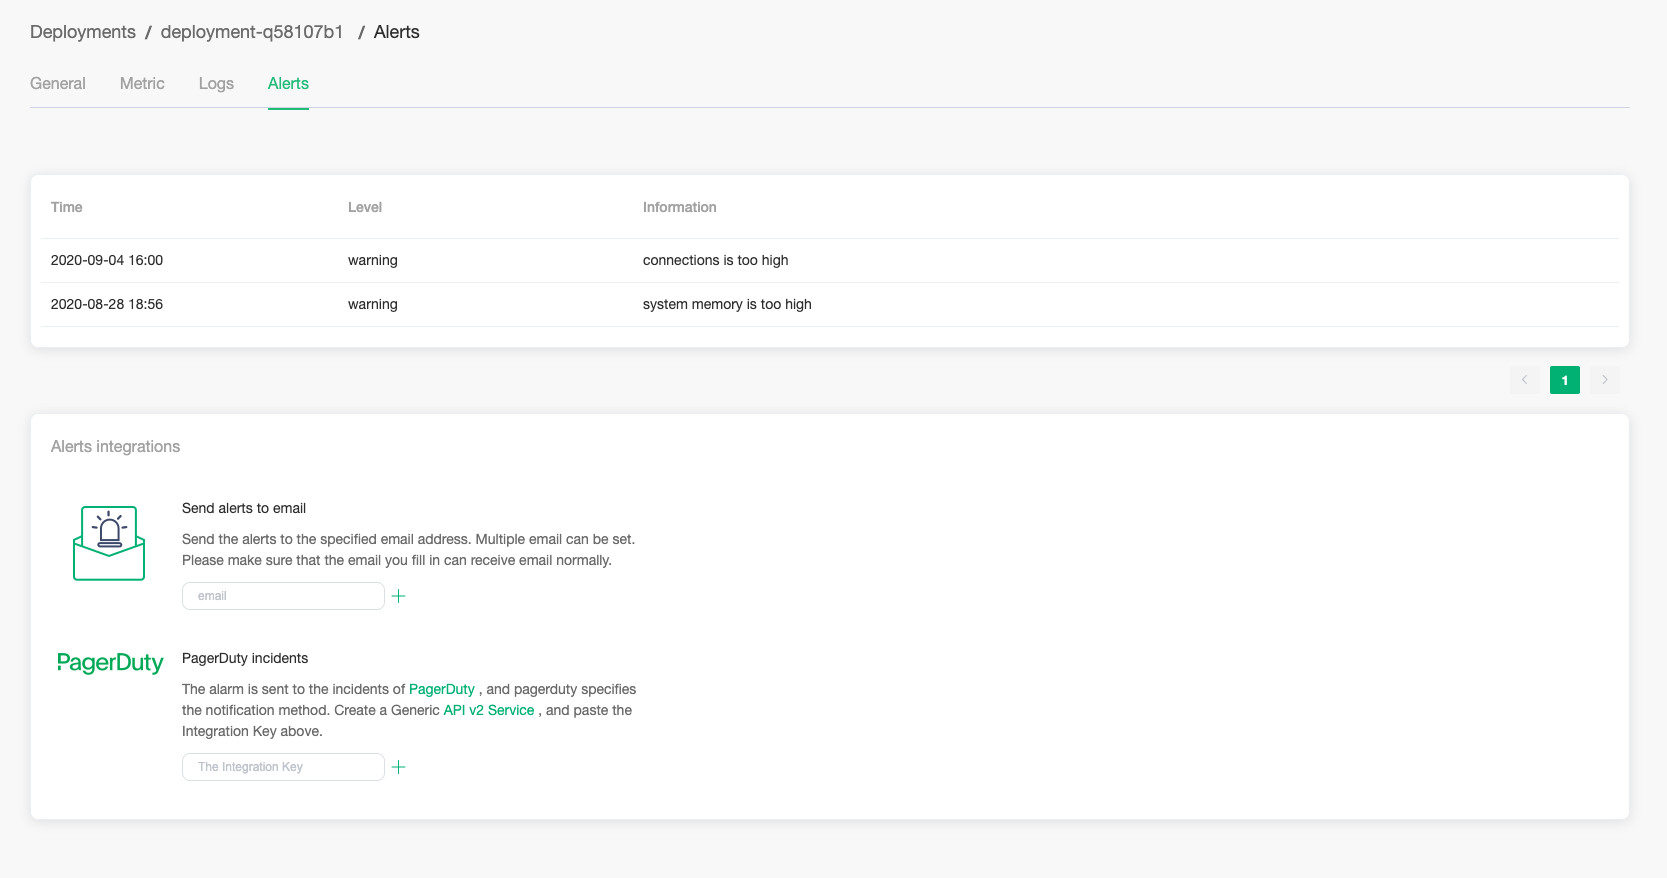 Deployments / deployment-q58107b1 / Alerts
General Metric Logs Alerts
Time Level Information
2020-09-04 16:00 warning connections is too high
2020-08-28 18:56 warning system memory is too high
1
Alerts integrations
Send alerts to email
Send the alerts to the specified email address. Multiple email can be set.
Please make sure that the email you fill in can receive email normally.
email
PagerDuty
PagerDuty incidents
The alarm is sent to the incidents of PagerDuty , and pagerduty specifies
the notification method. Create a Generic API v2 Service , and paste the
Integration Key above.
The Integration Key